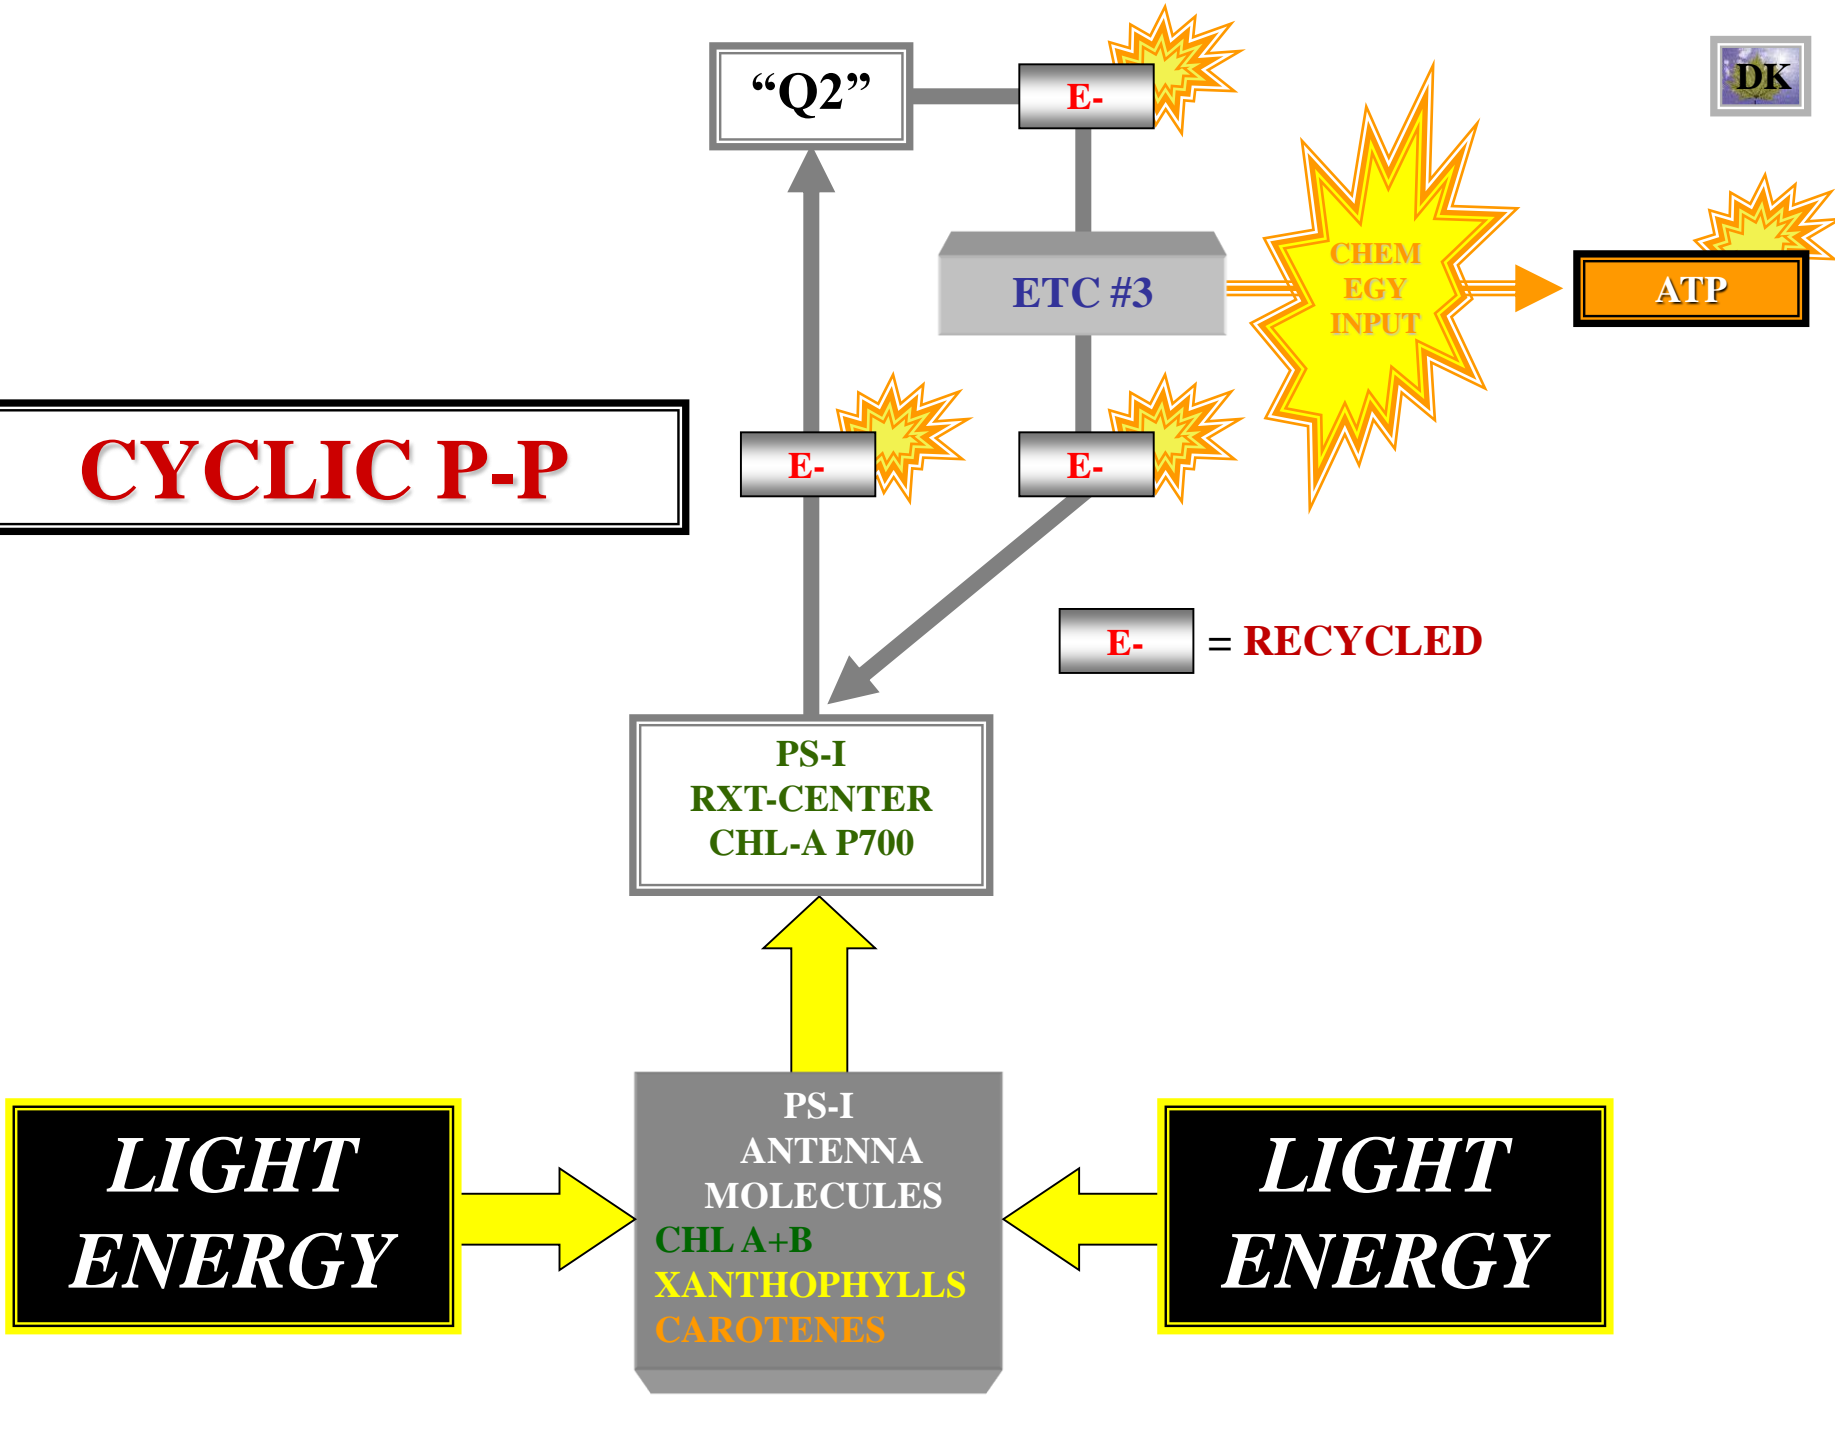 “Q2”
E-
DK
CHEM
EGY
INPUT
ETC #3
ATP
CYCLIC P-P
E-
E-
E-
= RECYCLED
PS-I
RXT-CENTER
CHL-A P700
LIGHT
ENERGY
PS-I
ANTENNA
MOLECULES
CHL A+B
XANTHOPHYLLS
CAROTENES
LIGHT
ENERGY